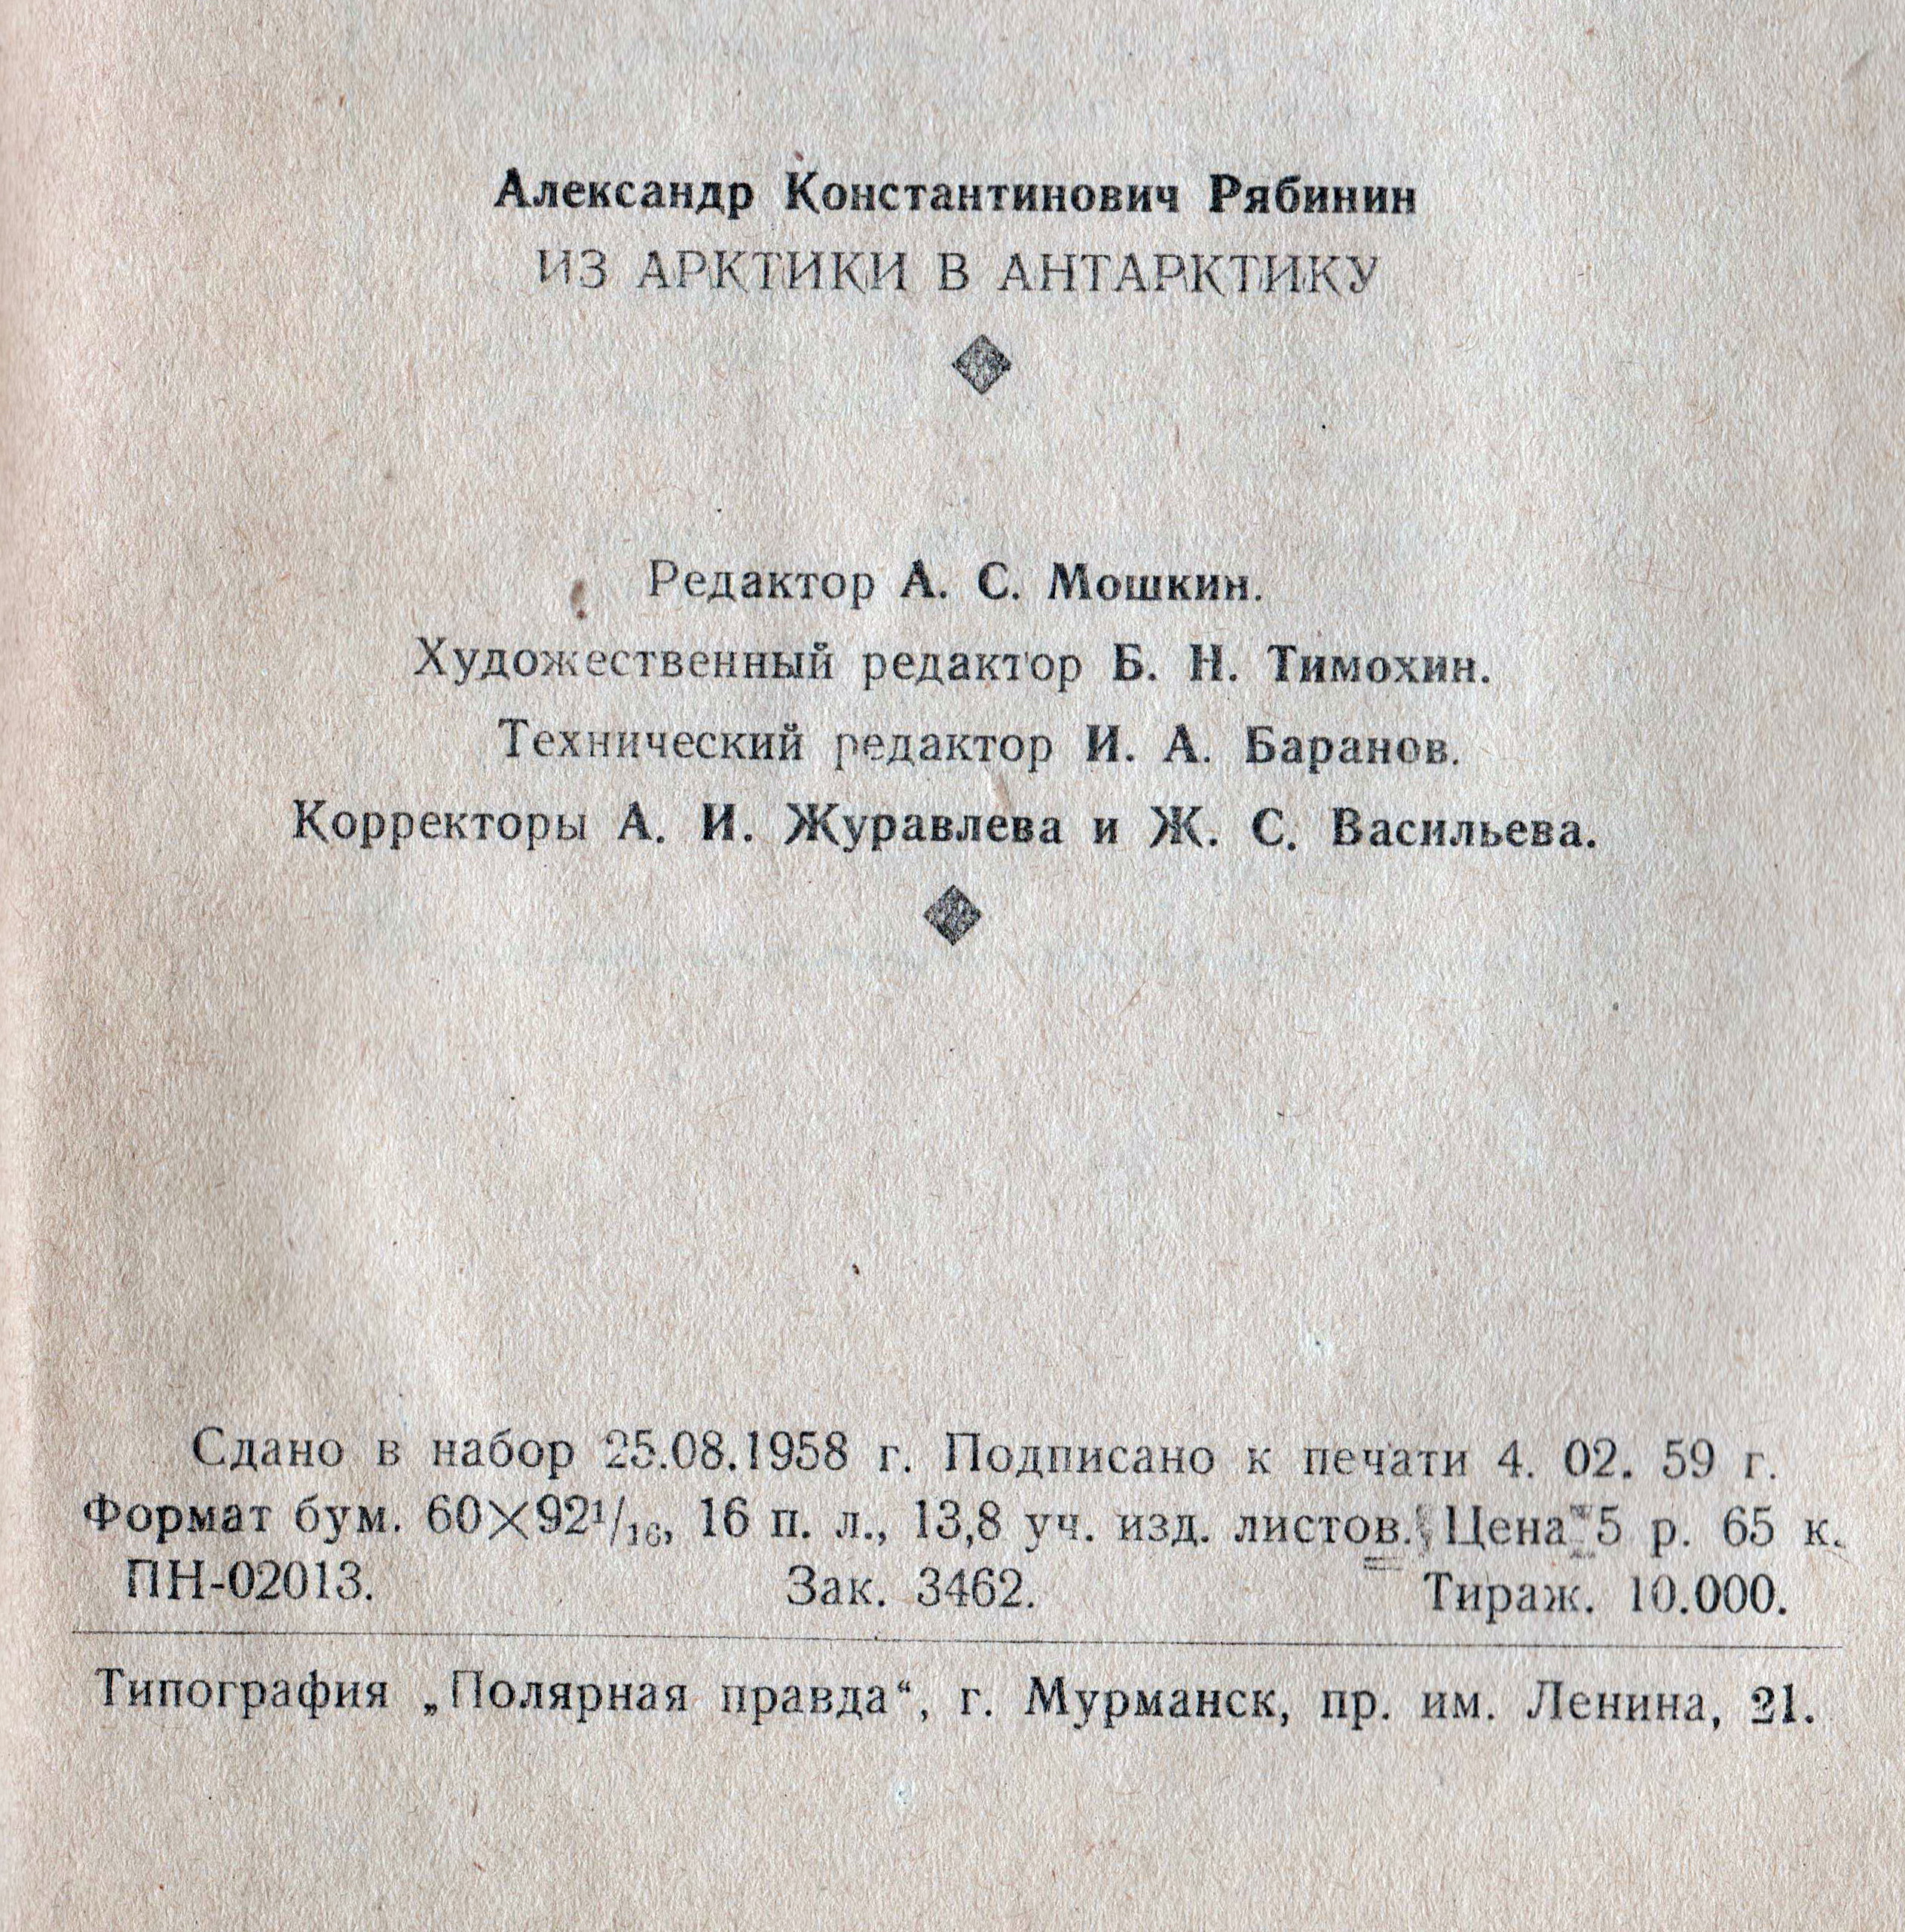 Александр Константинович Рябинин
ИЗ АРКТИКИ В АНТАРКТИКУ
Редактор А. С. Мошкин.
Художественный редактор Б. Н. Тимохин.
Технический редактор И. А. Баранов.
Корректоры А. И. Журавлева и Ж. С. Васильева.
Сдано в набор 25.08.1958 г. Подписано к печати 4. 02. 59 г.
Формат бум. 60×92¹/₁₆, 16 п. л., 13,8 уч. изд. листов. Цена 5 р. 65 к.
ПН-02013. Зак. 3462. Тираж. 10.000.
Типография „Полярная правда“, г. Мурманск, пр. им. Ленина, 21.